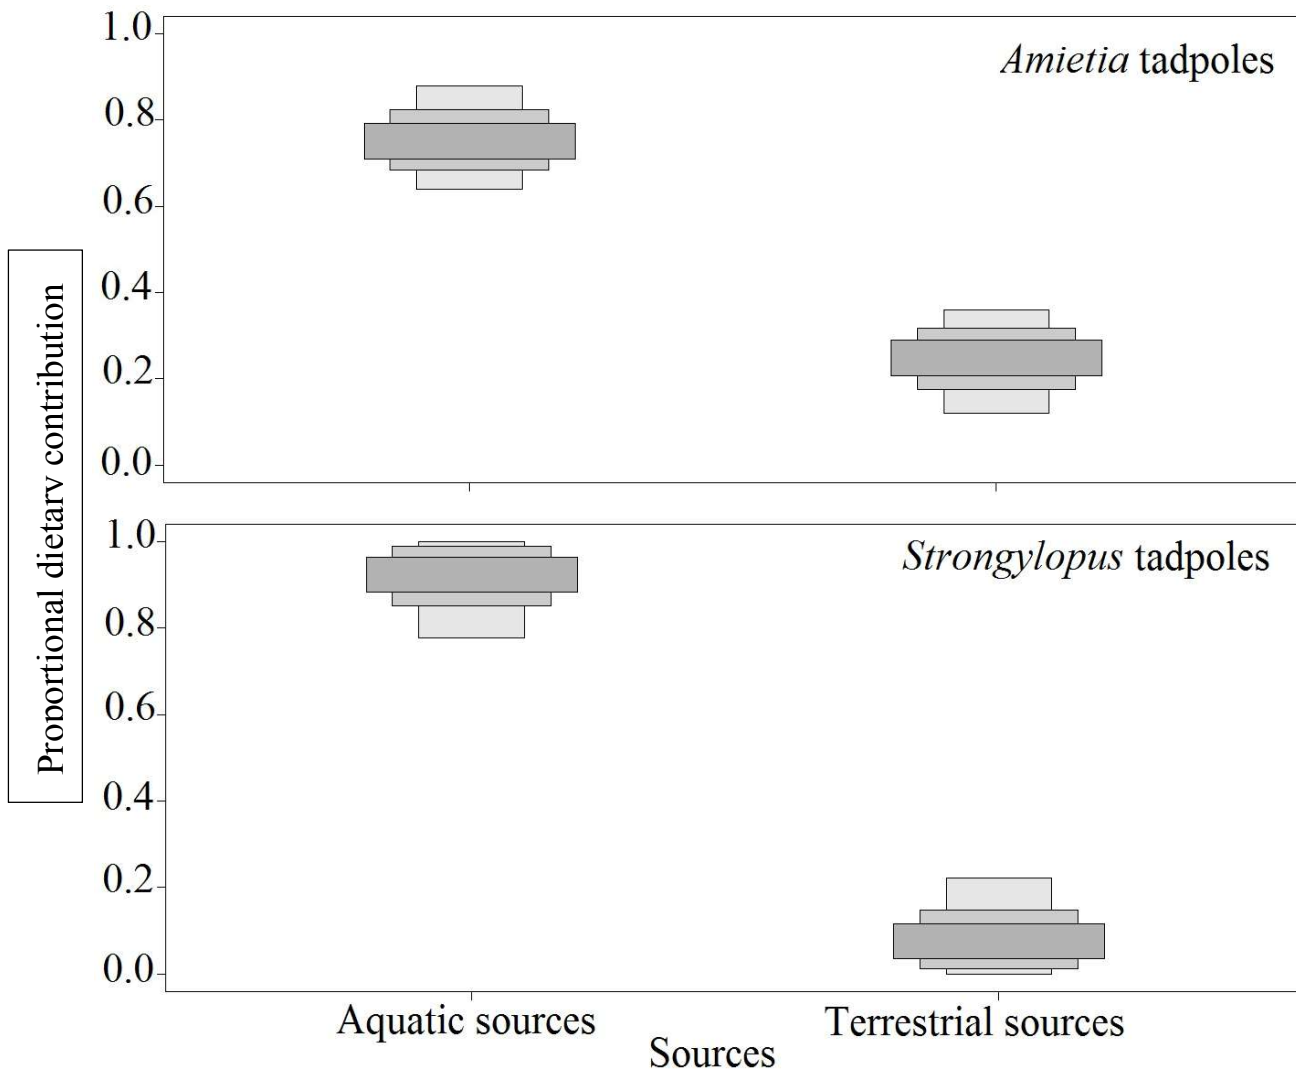 1.0
Amietia tadpoles
0.8
0.6
0.4
0.2
0.0
Proportional dietary contribution
1.0
Strongylopus tadpoles
0.8
0.6
0.4
0.2
0.0
Aquatic sources
Terrestrial sources
Sources